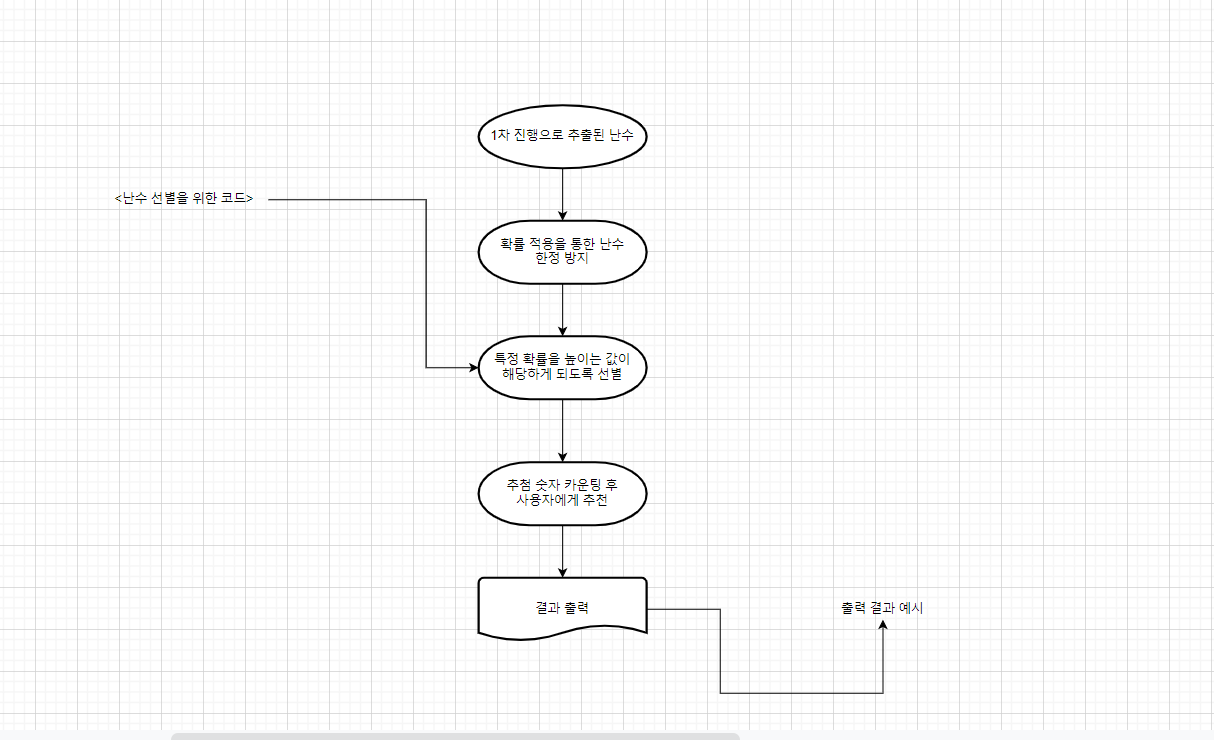 1차 진행으로 추출된 난수
<난수 선별을 위한 코드>
확률 적용을 통한 난수
한정 방지
특정 확률을 높이는 값이
해당하게 되도록 선별
추첨 숫자 카운팅 후
사용자에게 추천
결과 출력
출력 결과 예시